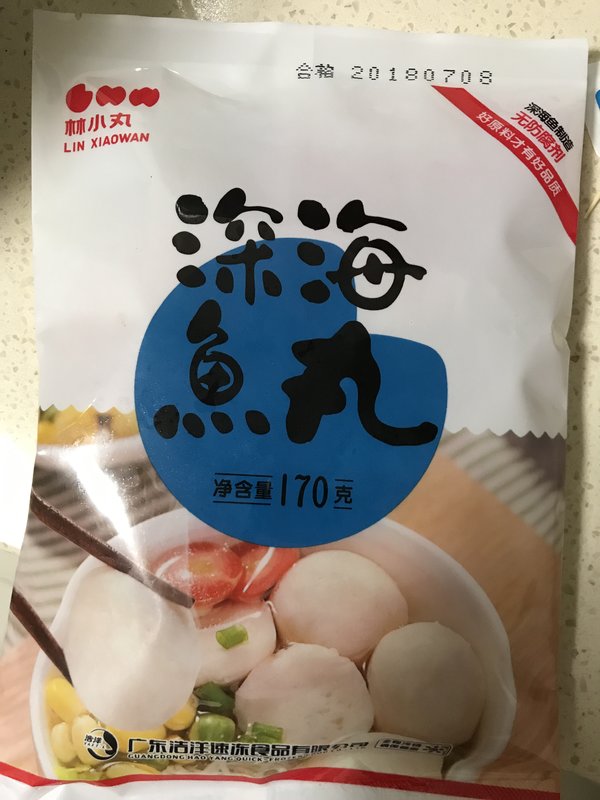 合格 20180708
林小丸
LIN XIAOWAN
深海鱼制造
无防腐剂
好原料才有好品质
深海
魚丸
净含量170克
浩洋
广东浩洋速冻食品有限公司
GUANGDONG HAO YANG QUICK-FROZEN